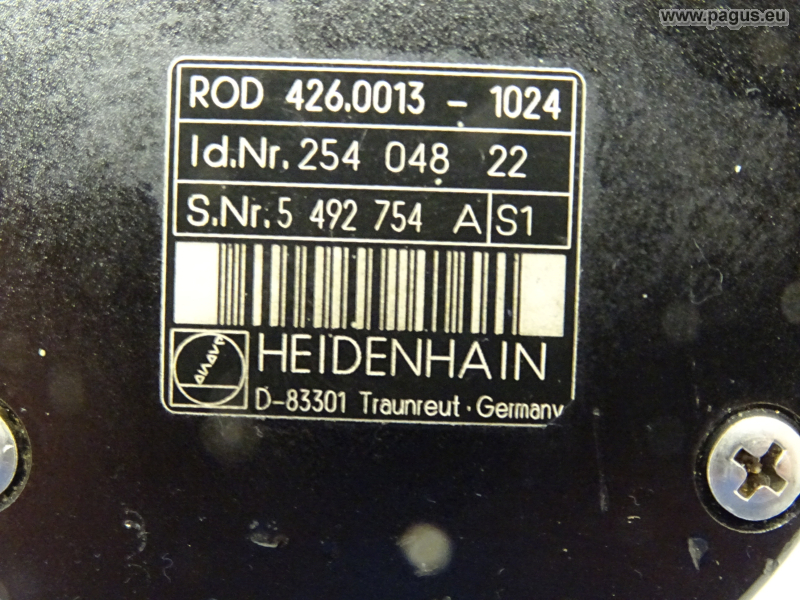 www.pagus.eu
ROD 426.0013 - 1024
Id.Nr. 254 048 22
S.Nr. 5 492 754 A S1
HEIDENHAIN
D-83301 Traunreut · Germany